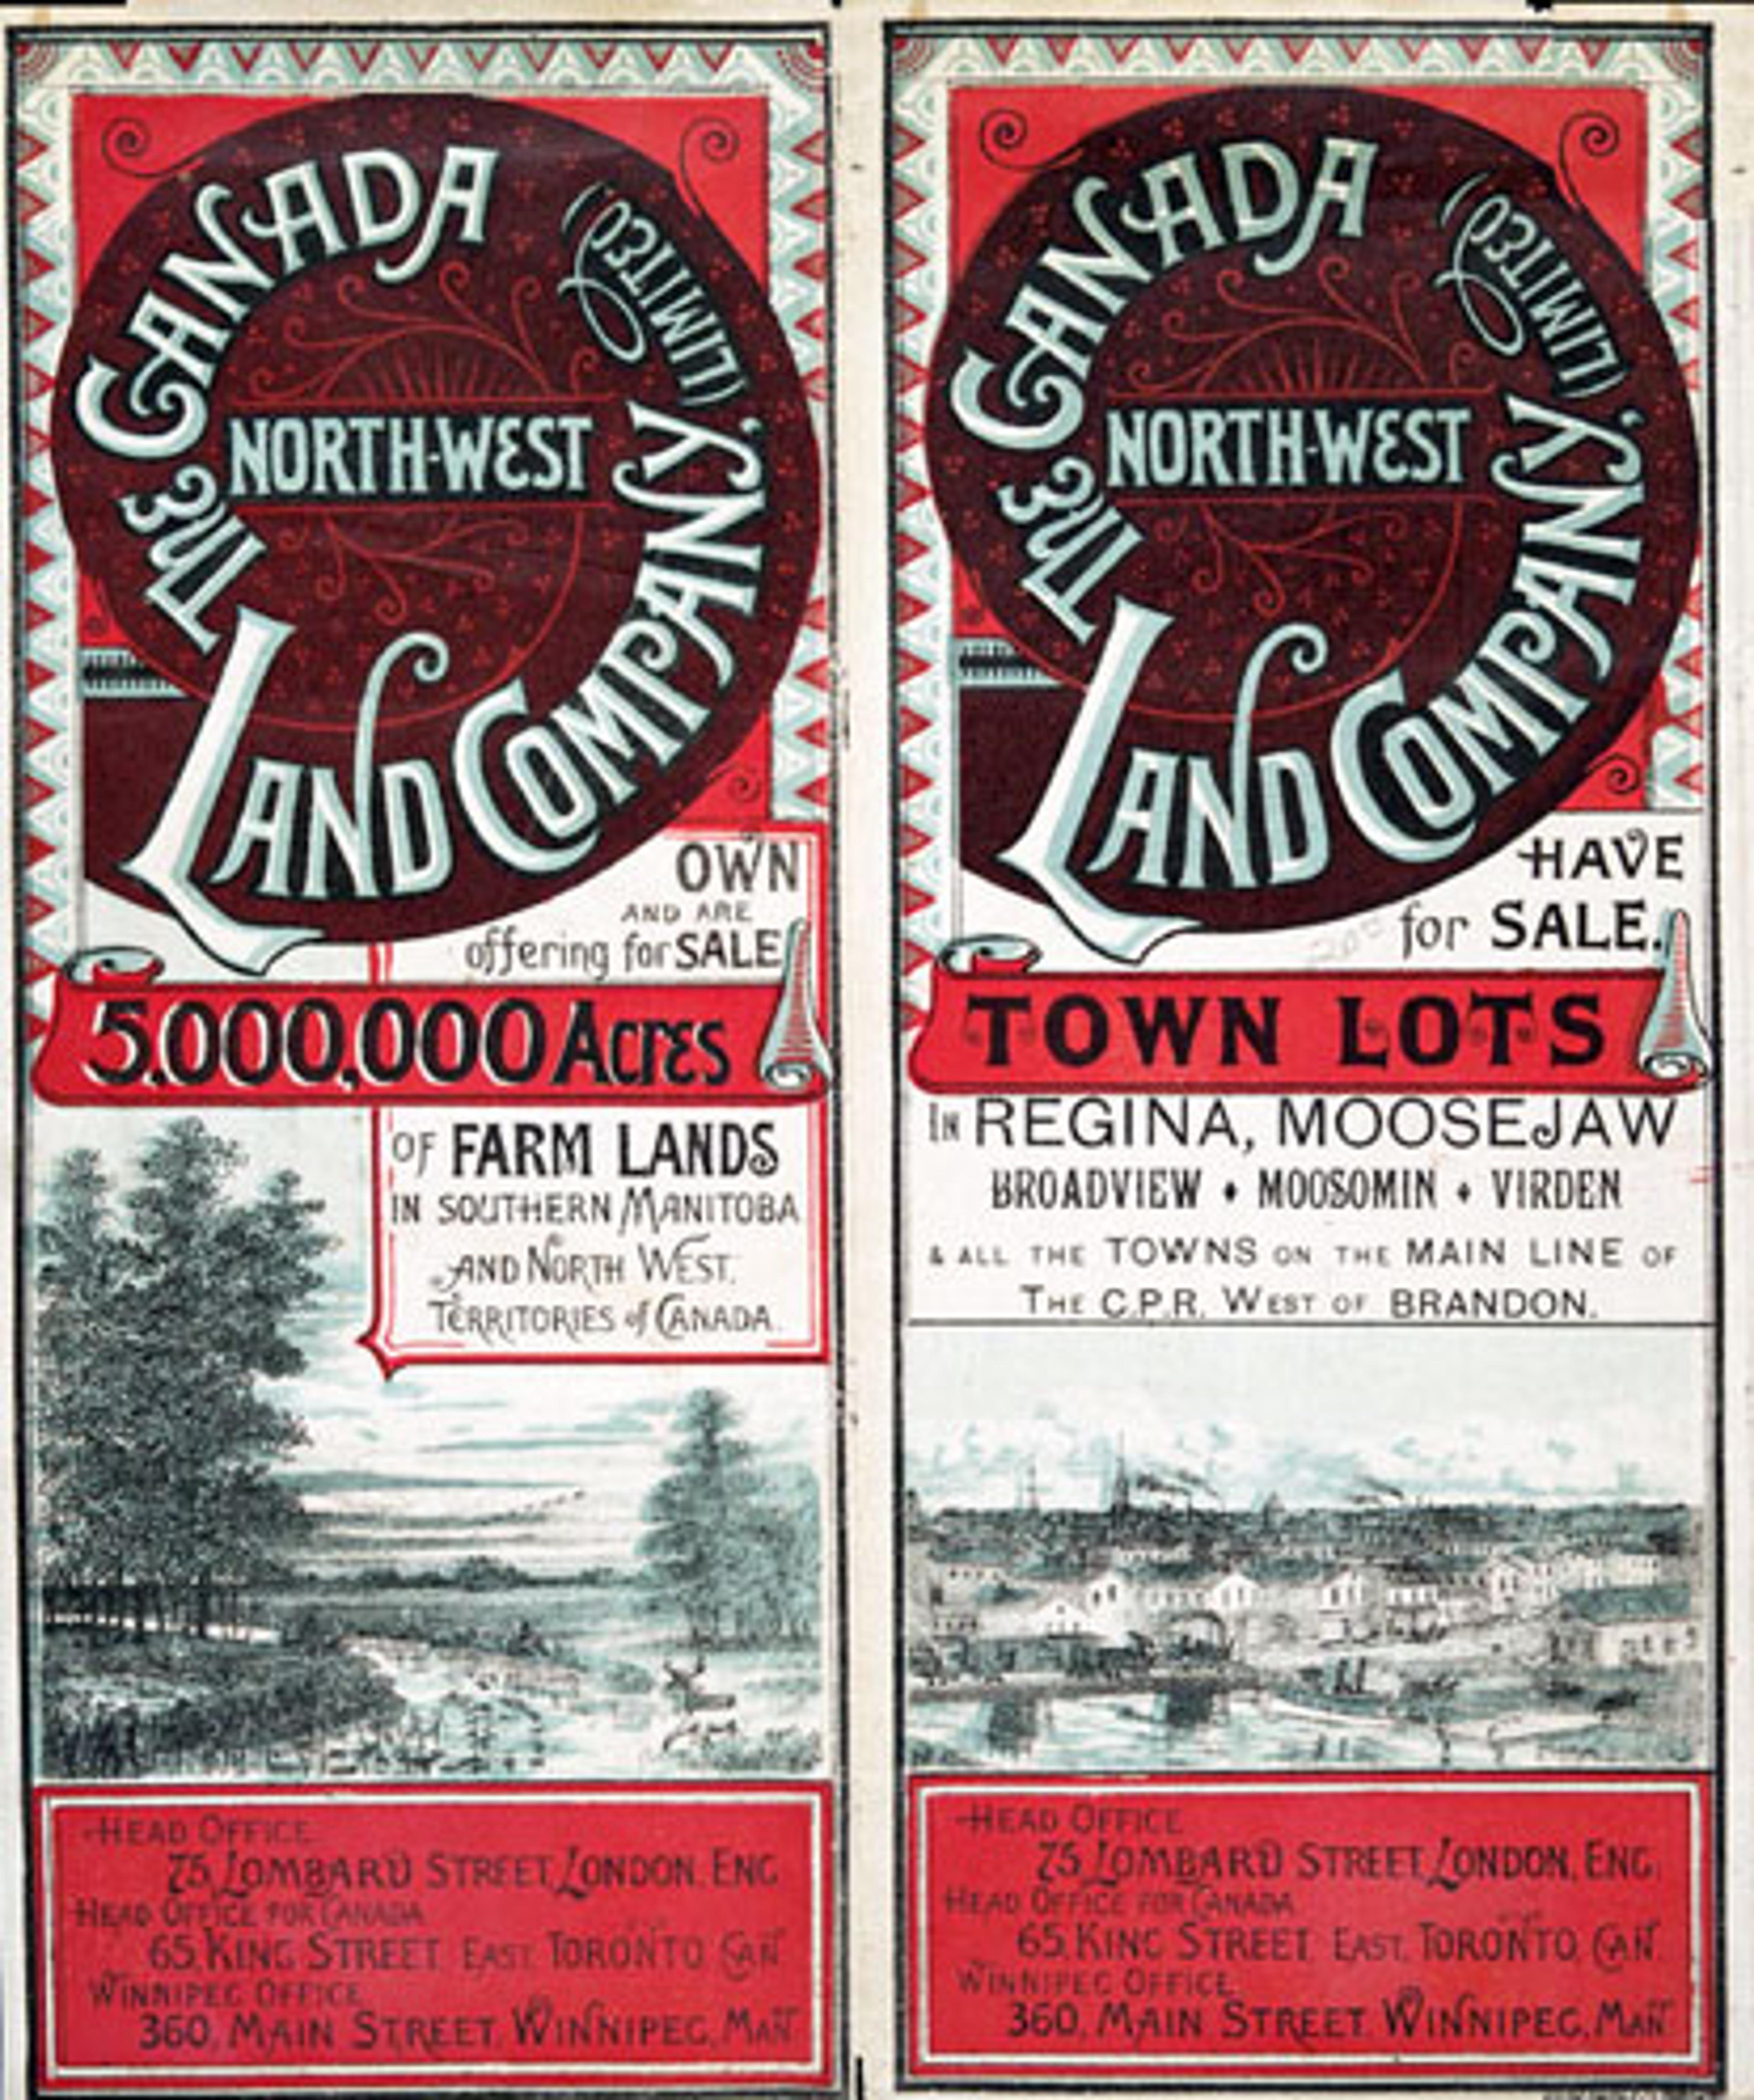 The CANADA
NORTH-WEST
LAND COMPANY,
(LIMITED)
OWN
AND ARE
offering for SALE
5,000,000 Acres
OF FARM LANDS
IN SOUTHERN MANITOBA
AND NORTH WEST.
TERRITORIES of CANADA.
HEAD OFFICE
75, LOMBARD STREET, LONDON, ENG
HEAD OFFICE FOR CANADA
65, KING STREET EAST, TORONTO, CAN.
WINNIPEG OFFICE
360, MAIN STREET, WINNIPEG, MAN.
The CANADA
NORTH-WEST
LAND COMPANY,
(LIMITED)
HAVE
for SALE.
TOWN LOTS
IN REGINA, MOOSEJAW
BROADVIEW • MOOSOMIN • VIRDEN
& ALL THE TOWNS ON THE MAIN LINE OF
THE C.P.R. WEST OF BRANDON.
HEAD OFFICE
75, LOMBARD STREET, LONDON, ENG.
HEAD OFFICE FOR CANADA
65, KING STREET EAST, TORONTO, CAN.
WINNIPEG OFFICE
360, MAIN STREET, WINNIPEG, MAN.